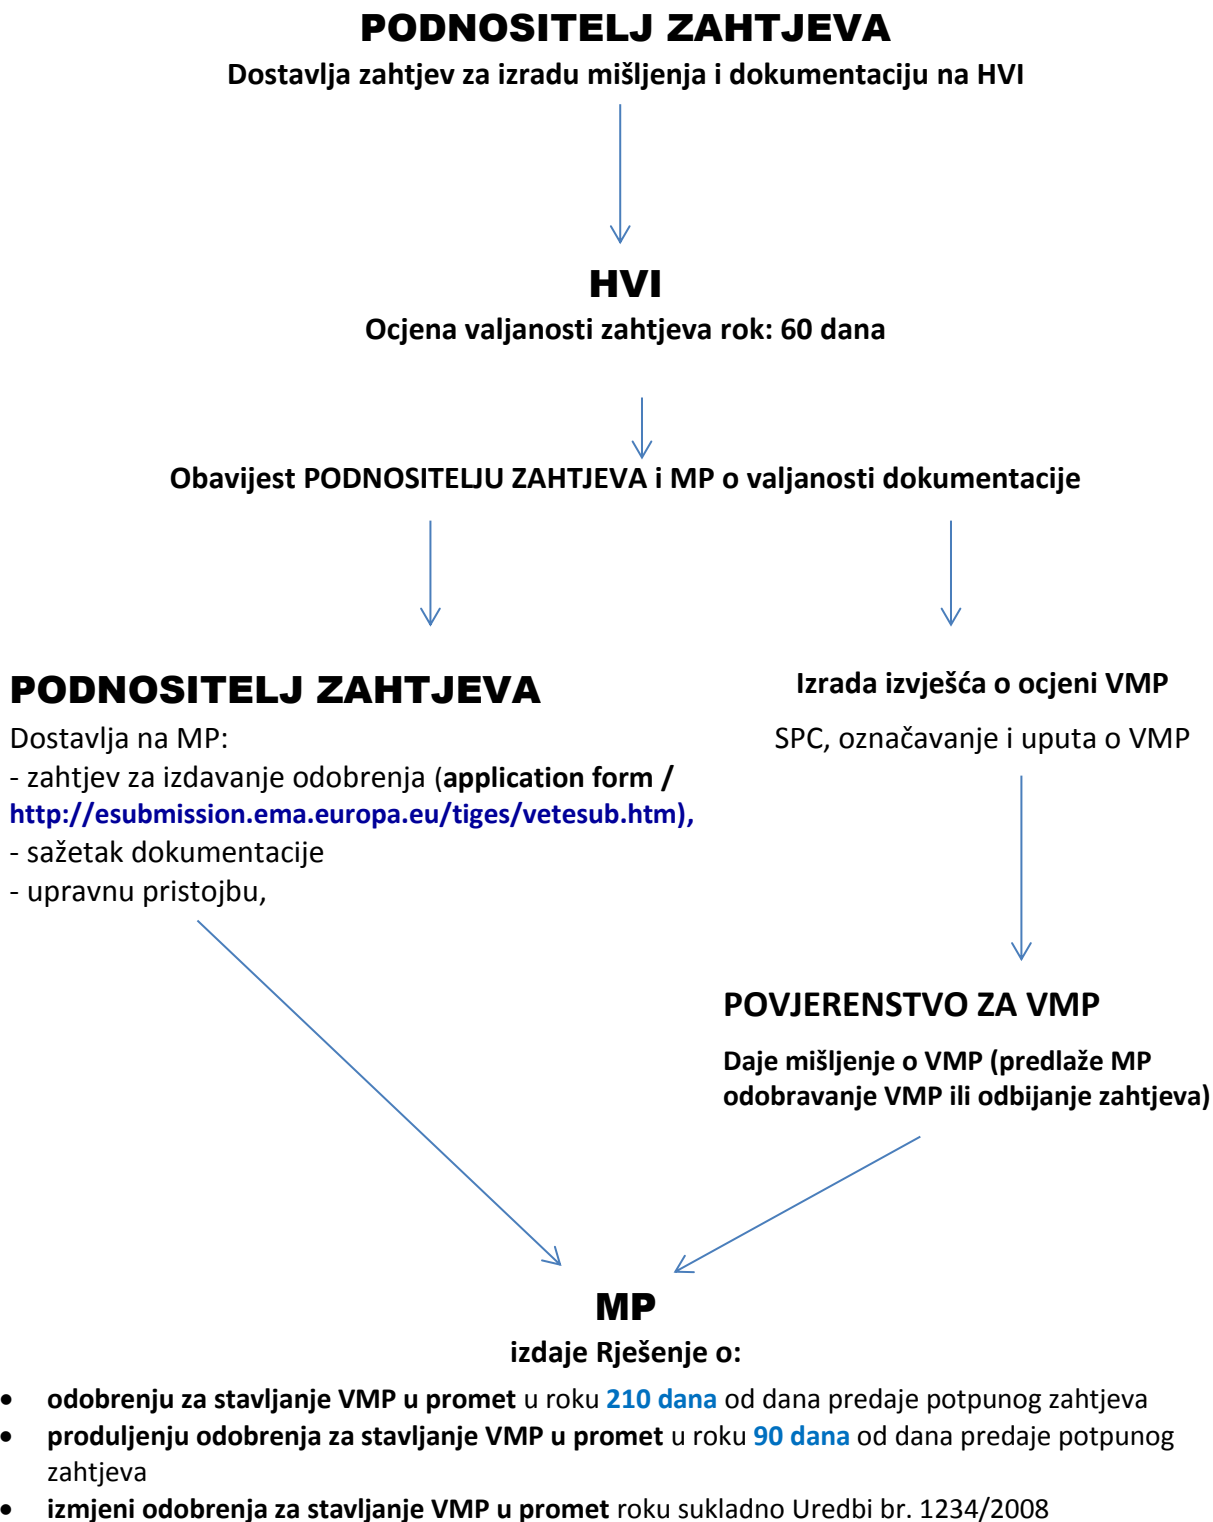 PODNOSITELJ ZAHTJEVA
Dostavlja zahtjev za izradu mišljenja i dokumentaciju na HVI
HVI
Ocjena valjanosti zahtjeva rok: 60 dana
Obavijest PODNOSITELJU ZAHTJEVA i MP o valjanosti dokumentacije
PODNOSITELJ ZAHTJEVA
Dostavlja na MP:
- zahtjev za izdavanje odobrenja (application form /
http://esubmission.ema.europa.eu/tiges/vetesub.htm),
- sažetak dokumentacije
- upravnu pristojbu,
Izrada izvješća o ocjeni VMP
SPC, označavanje i uputa o VMP
POVJERENSTVO ZA VMP
Daje mišljenje o VMP (predlaže MP
odobravanje VMP ili odbijanje zahtjeva)
MP
izdaje Rješenje o:
• odobrenju za stavljanje VMP u promet u roku 210 dana od dana predaje potpunog zahtjeva
• produljenju odobrenja za stavljanje VMP u promet u roku 90 dana od dana predaje potpunog
zahtjeva
• izmjeni odobrenja za stavljanje VMP u promet roku sukladno Uredbi br. 1234/2008